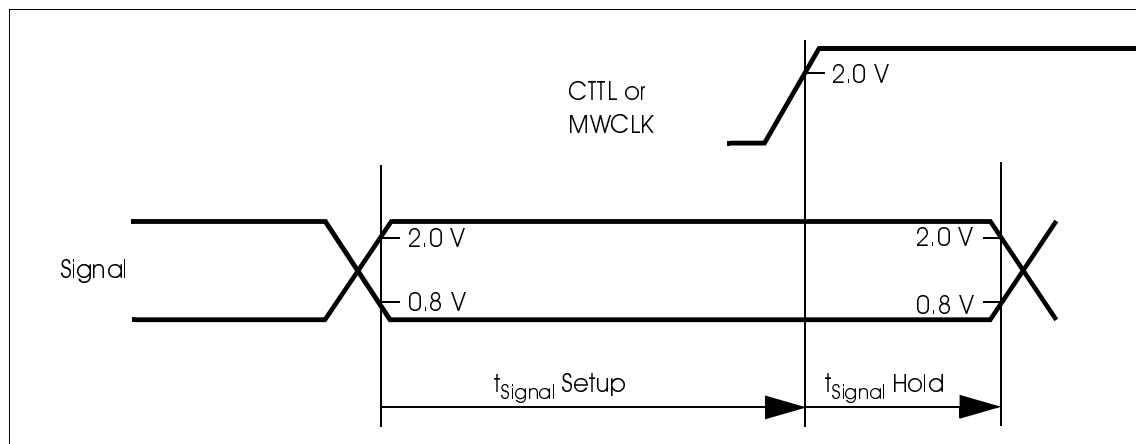 CTTL or
MWCLK
2.0 V
Signal
2.0 V
2.0 V
0.8 V
0.8 V
tSignal Setup
tSignal Hold